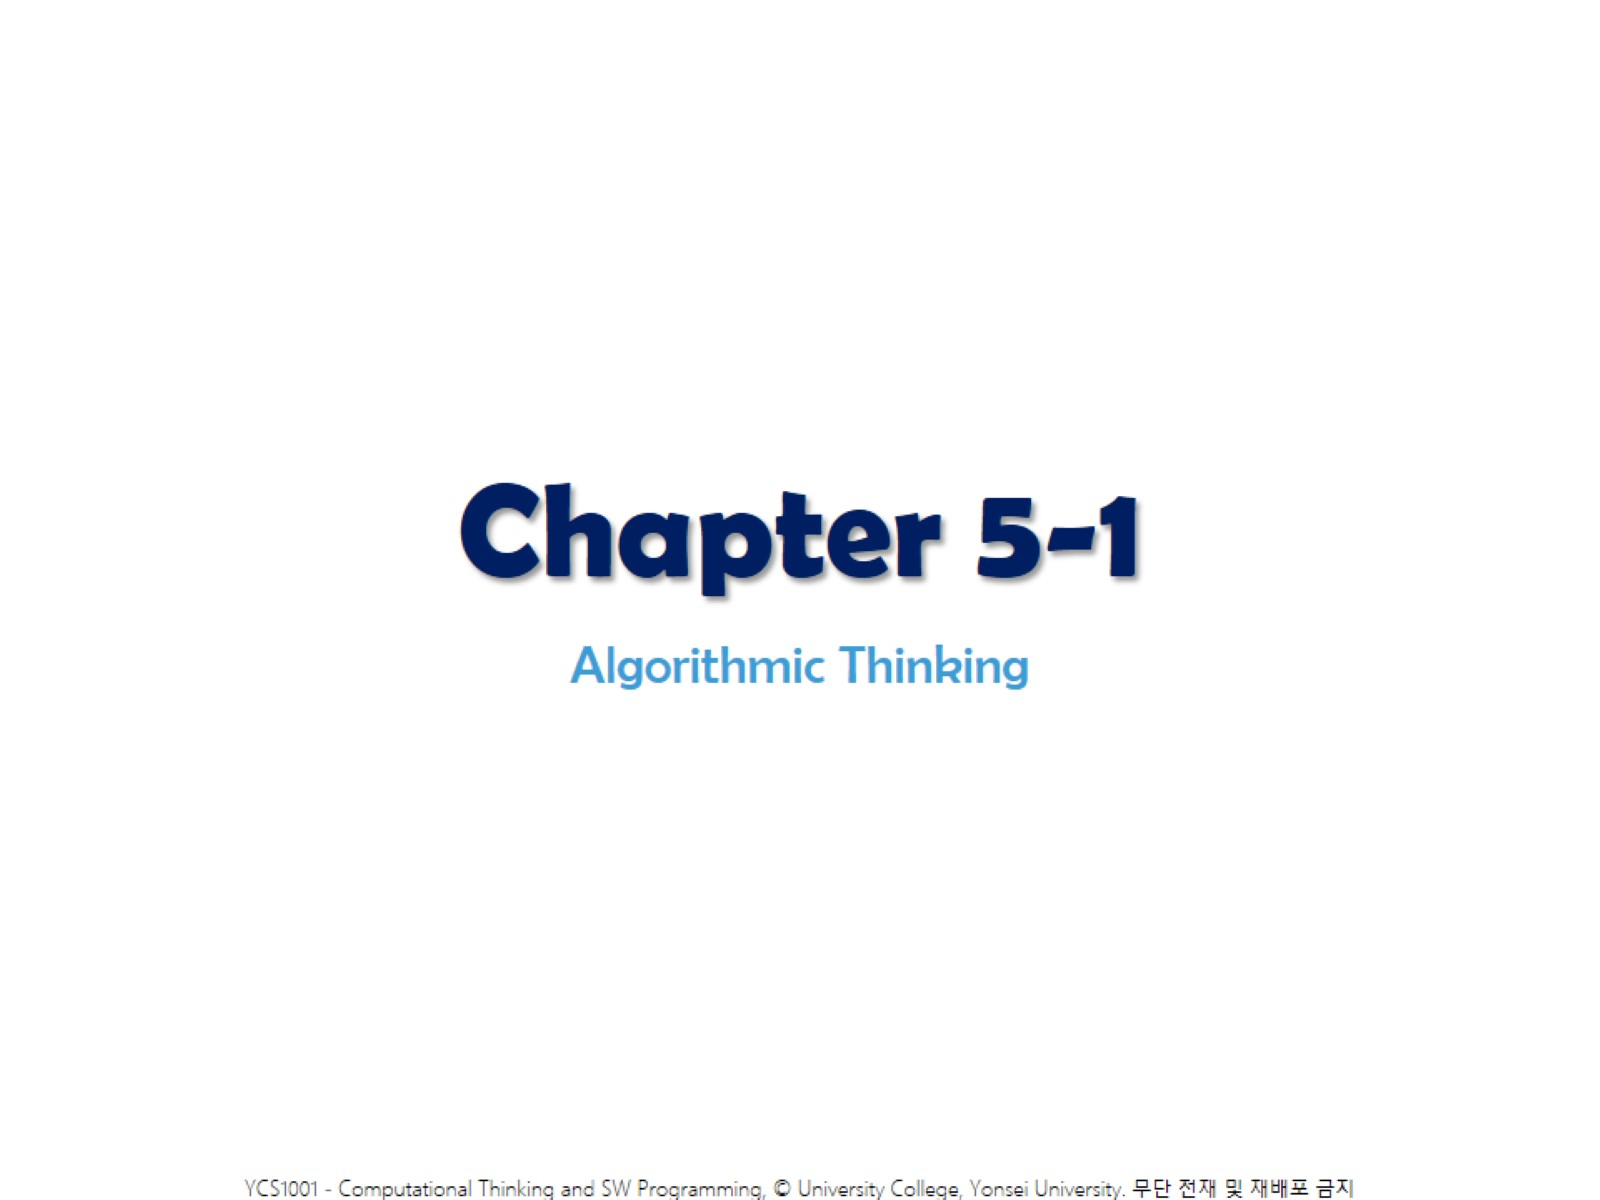 Chapter 5-1
Algorithmic Thinking
YCS1001 - Computational Thinking and SW Programming, © University College, Yonsei University. 무단 전재 및 재배포 금지